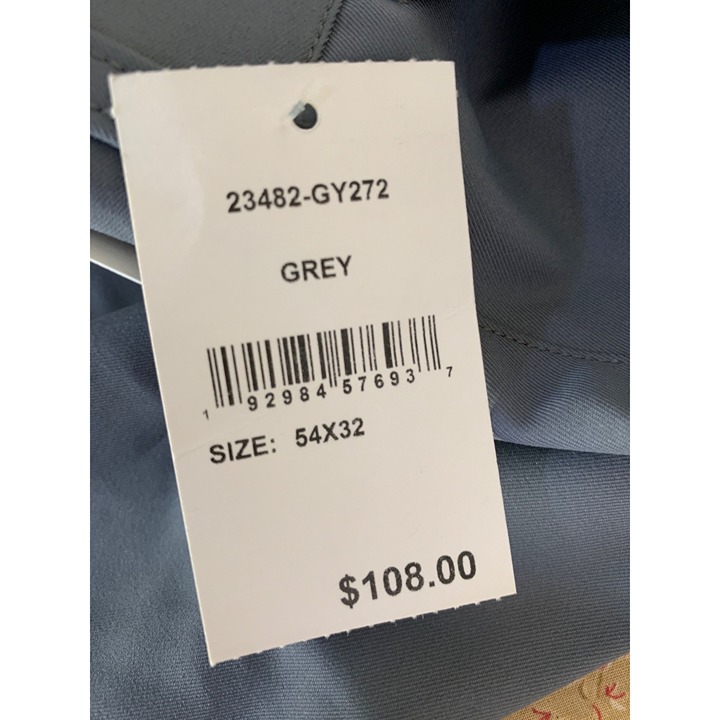 23482-GY272
GREY
1 92984 57693 7
SIZE: 54X32
$108.00